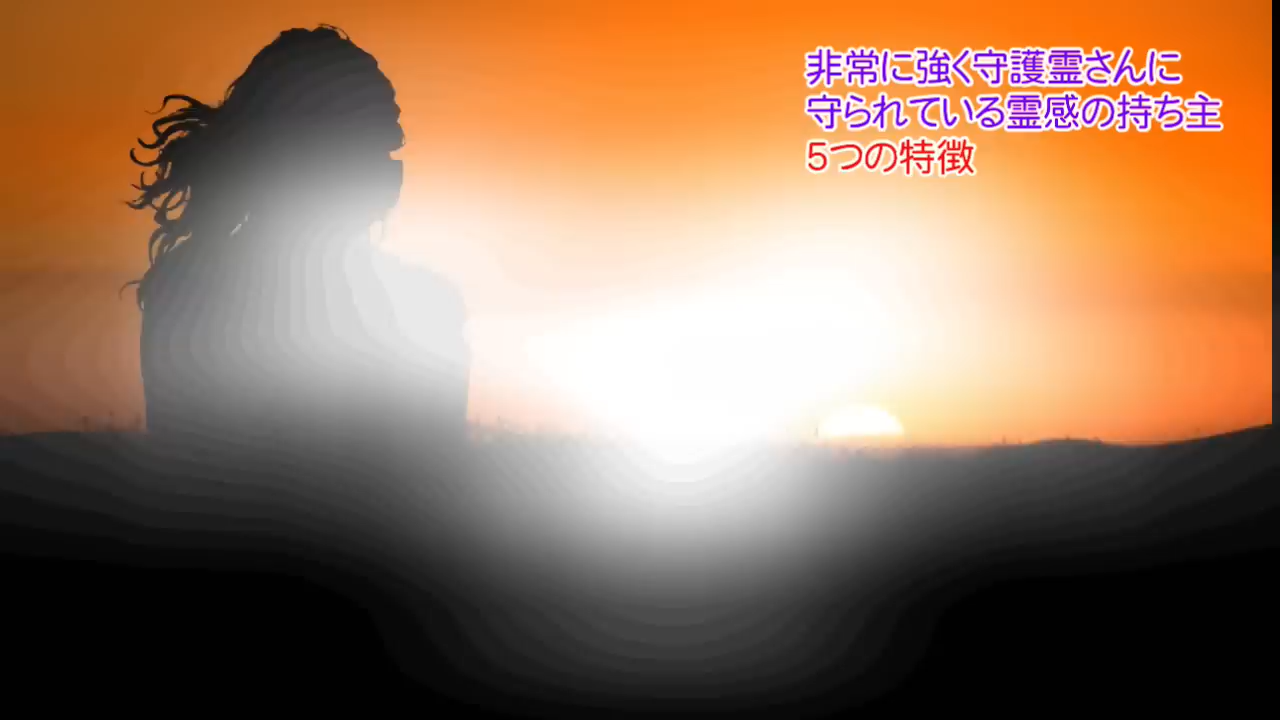 非常に強く守護霊さんに
守られている霊感の持ち主
5つの特徴